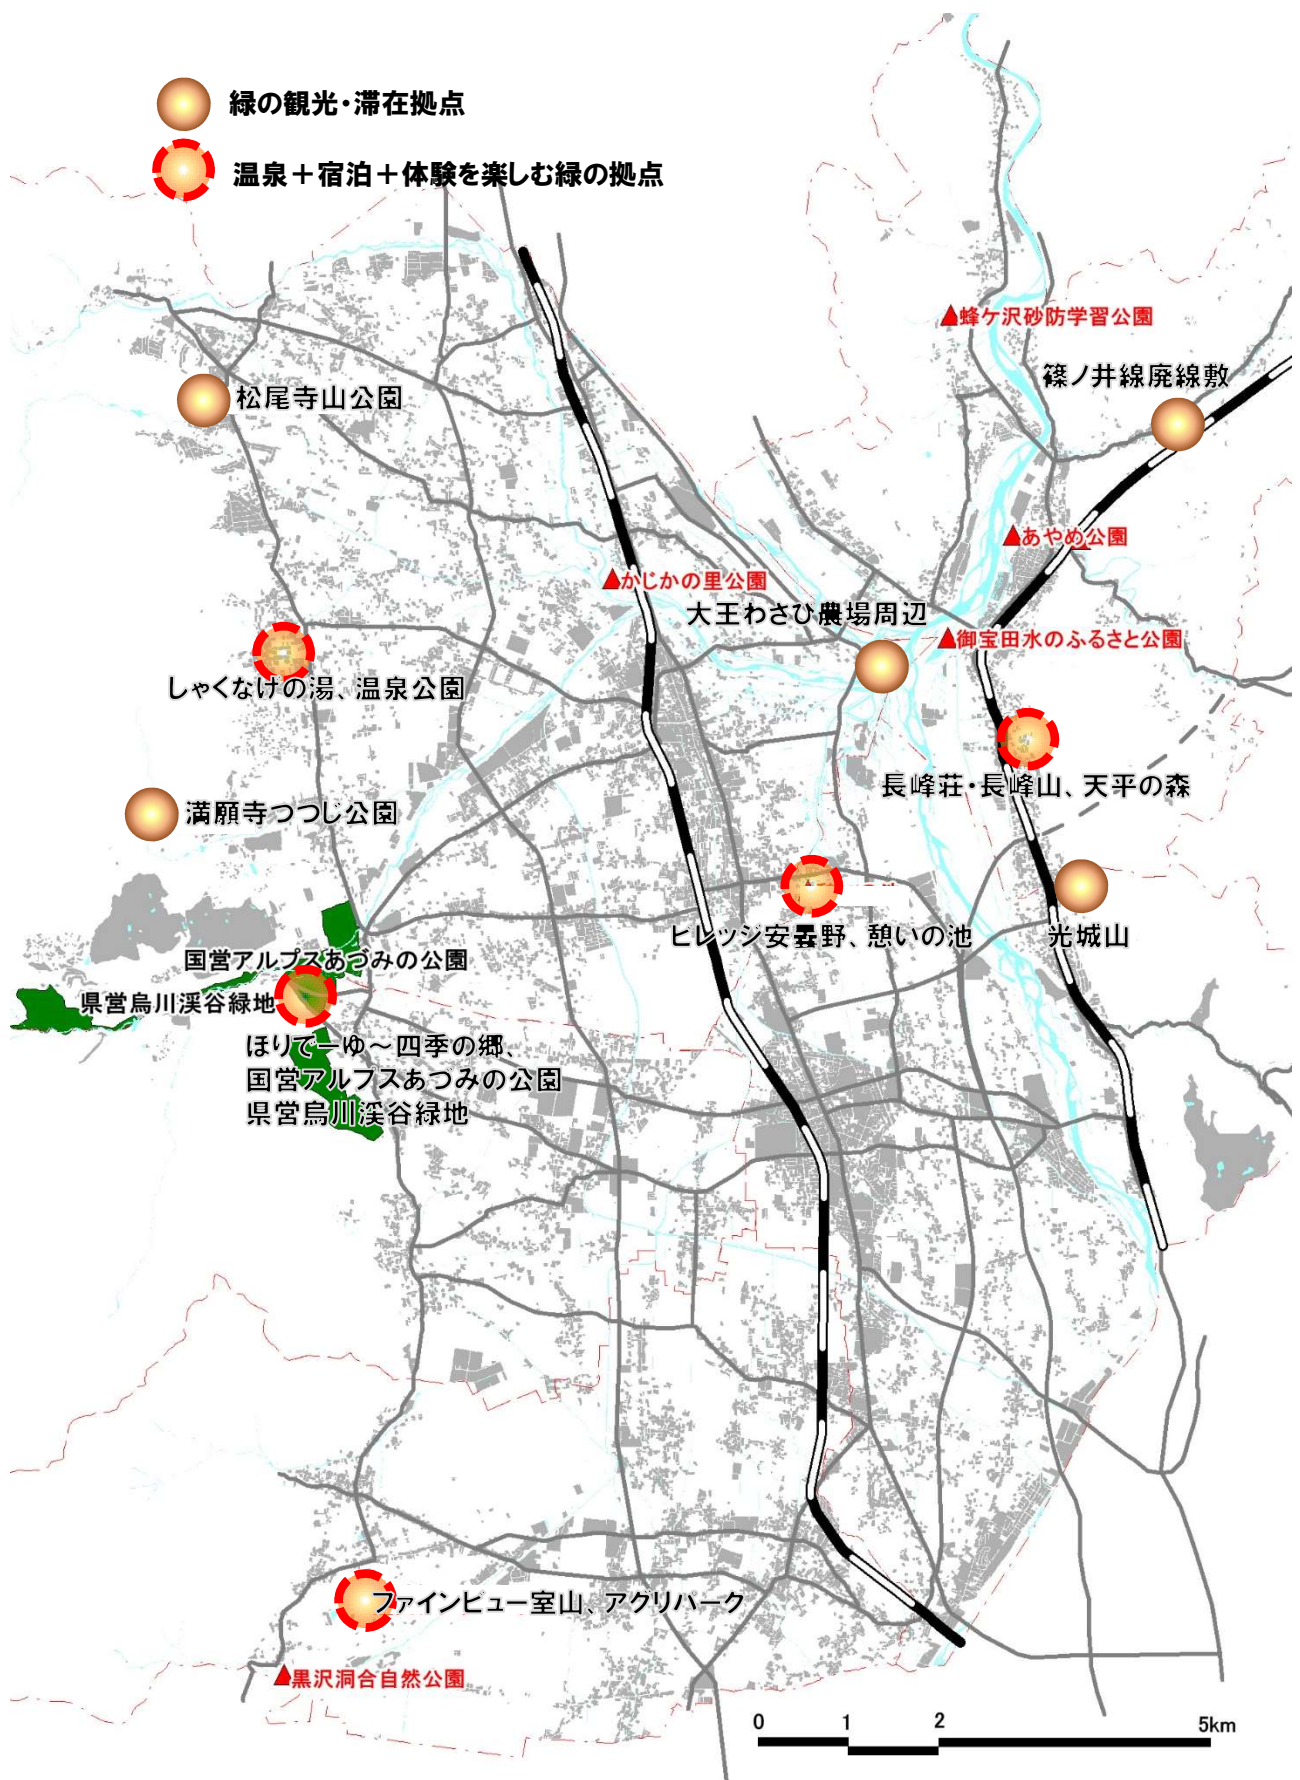 緑の観光・滞在拠点
温泉＋宿泊＋体験を楽しむ緑の拠点
蜂ケ沢砂防学習公園
篠ノ井線廃線敷
松尾寺山公園
あやめ公園
かじかの里公園
大王わさび農場周辺
御宝田水のふるさと公園
しゃくなげの湯、温泉公園
長峰荘・長峰山、天平の森
満願寺つつじ公園
ビレッジ安曇野、憩いの池
光城山
国営アルプスあづみの公園
県営烏川渓谷緑地
ほりでーゆ～四季の郷、
国営アルプスあづみの公園
県営烏川渓谷緑地
ファインビュー室山、アグリパーク
黒沢洞合自然公園
0 1 2 5km